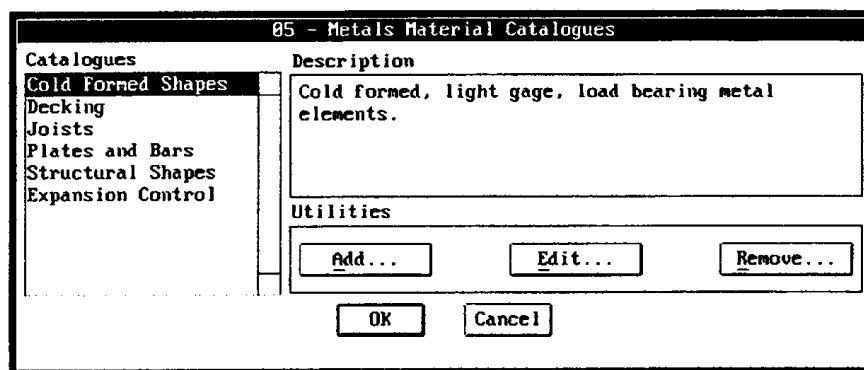 05 - Metals Material Catalogues
Catalogues
Cold Formed Shapes
Decking
Joists
Plates and Bars
Structural Shapes
Expansion Control
Description
Cold formed, light gage, load bearing metal
elements.
Utilities
Add...
Edit...
Remove...
OK
Cancel